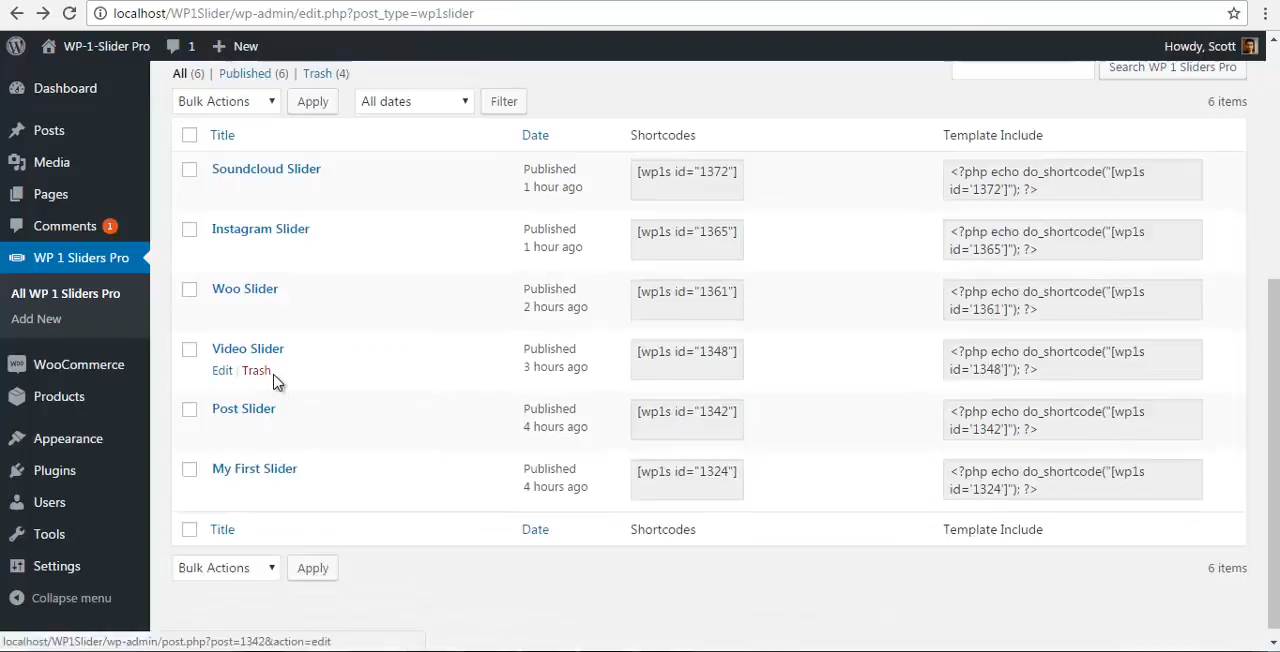 localhost/WP1Slider/wp-admin/edit.php?post_type=wp1slider
WP-1-Slider Pro 1 New Howdy, Scott
All (6) | Published (6) | Trash (4) Search WP 1 Sliders Pro
Bulk Actions Apply All dates Filter 6 items
Title Date Shortcodes Template Include
Soundcloud Slider Published [wp1s id="1372"] <?php echo do_shortcode("[wp1s
1 hour ago id='1372']"); ?>
Instagram Slider Published [wp1s id="1365"] <?php echo do_shortcode("[wp1s
1 hour ago id='1365']"); ?>
Woo Slider Published [wp1s id="1361"] <?php echo do_shortcode("[wp1s
2 hours ago id='1361']"); ?>
Video Slider Published [wp1s id="1348"] <?php echo do_shortcode("[wp1s
Edit | Trash 3 hours ago id='1348']"); ?>
Post Slider Published [wp1s id="1342"] <?php echo do_shortcode("[wp1s
4 hours ago id='1342']"); ?>
My First Slider Published [wp1s id="1324"] <?php echo do_shortcode("[wp1s
4 hours ago id='1324']"); ?>
Title Date Shortcodes Template Include
Bulk Actions Apply 6 items
Dashboard
Posts
Media
Pages
Comments 1
WP 1 Sliders Pro
All WP 1 Sliders Pro
Add New
WOO WooCommerce
Products
Appearance
Plugins
Users
Tools
Settings
Collapse menu
localhost/WP1Slider/wp-admin/post.php?post=1342&action=edit